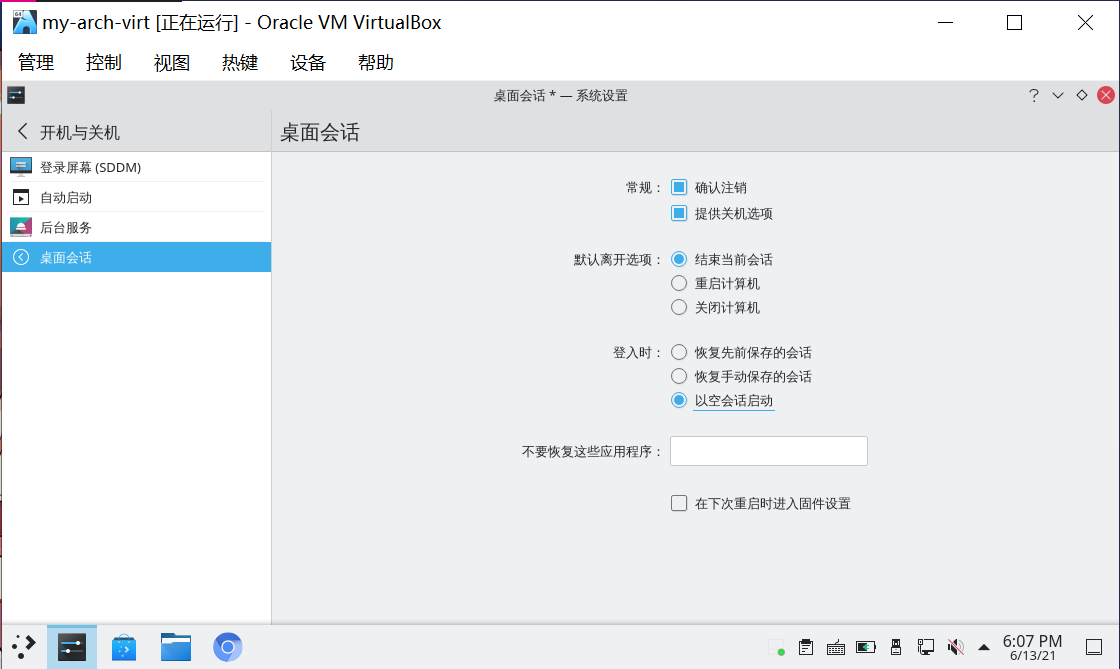 my-arch-virt [正在运行] - Oracle VM VirtualBox
管理 控制 视图 热键 设备 帮助
桌面会话 * — 系统设置
开机与关机
桌面会话
登录屏幕 (SDDM)
自动启动
后台服务
桌面会话
常规： 确认注销
提供关机选项
默认离开选项： 结束当前会话
重启计算机
关闭计算机
登入时： 恢复先前保存的会话
恢复手动保存的会话
以空会话启动
不要恢复这些应用程序：
在下次重启时进入固件设置
6:07 PM
6/13/21